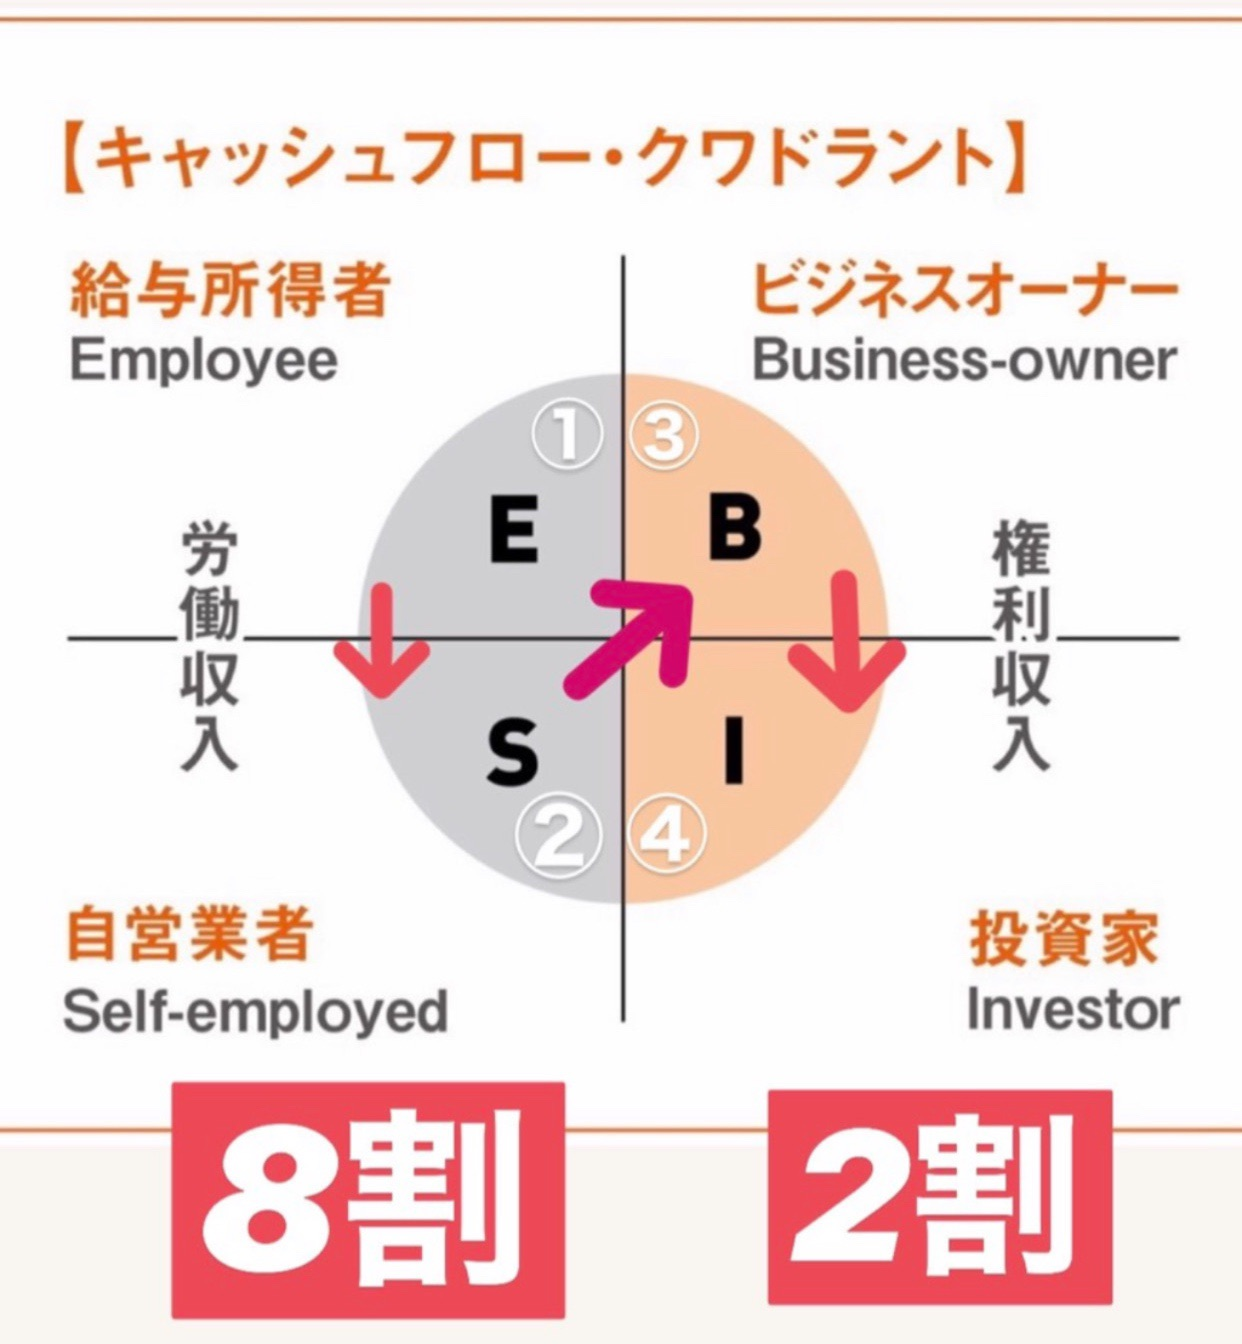 【キャッシュフロー・クワドラント】
給与所得者
Employee
ビジネスオーナー
Business-owner
①
③
E
B
労働収入
権利収入
S
I
②
④
自営業者
Self-employed
投資家
Investor
8割
2割